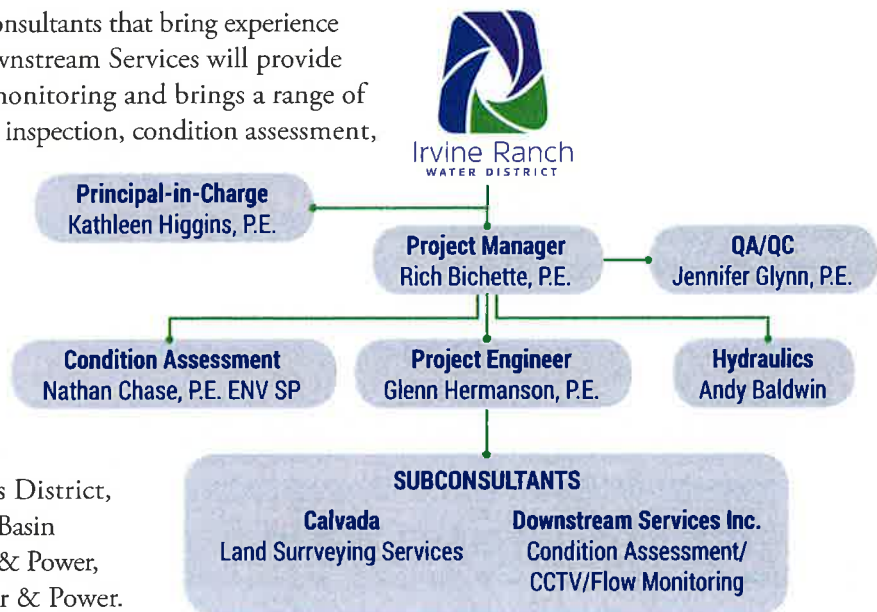 onsultants that bring experience
wnstream Services will provide
nonitoring and brings a range of
inspection, condition assessment,
Irvine Ranch
WATER DISTRICT
Principal-in-Charge
Kathleen Higgins, P.E.
Project Manager
Rich Bichette, P.E.
QA/QC
Jennifer Glynn, P.E.
Condition Assessment
Nathan Chase, P.E. ENV SP
Project Engineer
Glenn Hermanson, P.E.
Hydraulics
Andy Baldwin
s District,
Basin
& Power,
r & Power.
SUBCONSULTANTS
Calvada
Land Surrveying Services
Downstream Services Inc.
Condition Assessment/
CCTV/Flow Monitoring